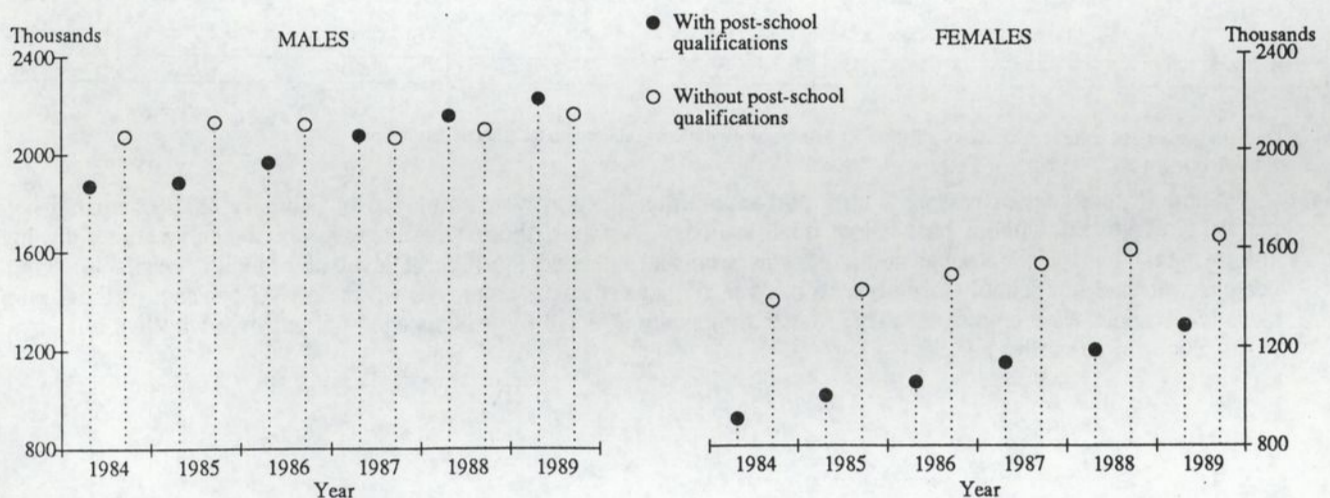 Thousands
MALES
2400
2000
1600
1200
800
1984 1985 1986 1987 1988 1989
Year
With post-school
qualifications
Without post-school
qualifications
FEMALES
Thousands
2400
2000
1600
1200
800
1984 1985 1986 1987 1988 1989
Year